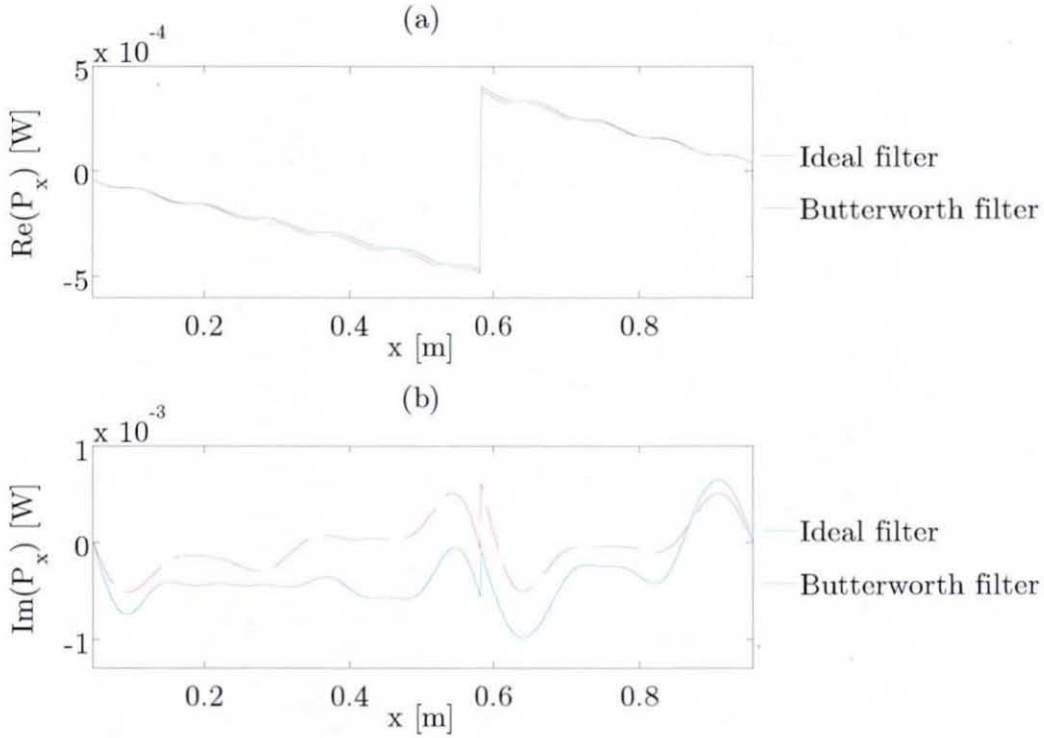 (a)
x 10^-4
5
0
-5
Re(P_x) [W]
0.2 0.4 0.6 0.8
x [m]
Ideal filter
Butterworth filter
(b)
x 10^-3
1
0
-1
Im(P_x) [W]
0.2 0.4 0.6 0.8
x [m]
Ideal filter
Butterworth filter